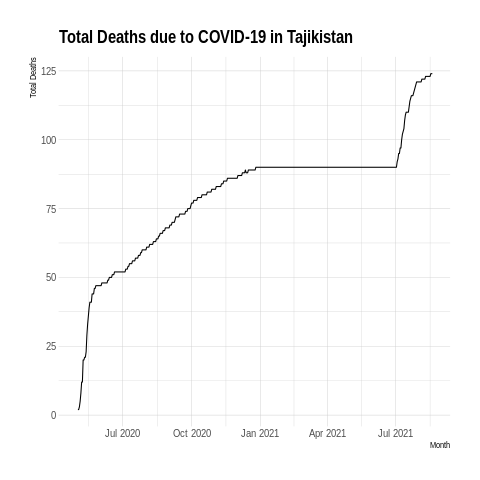 Total Deaths due to COVID-19 in Tajikistan
Total Deaths
125
100
75
50
25
0
Jul 2020 Oct 2020 Jan 2021 Apr 2021 Jul 2021
Month